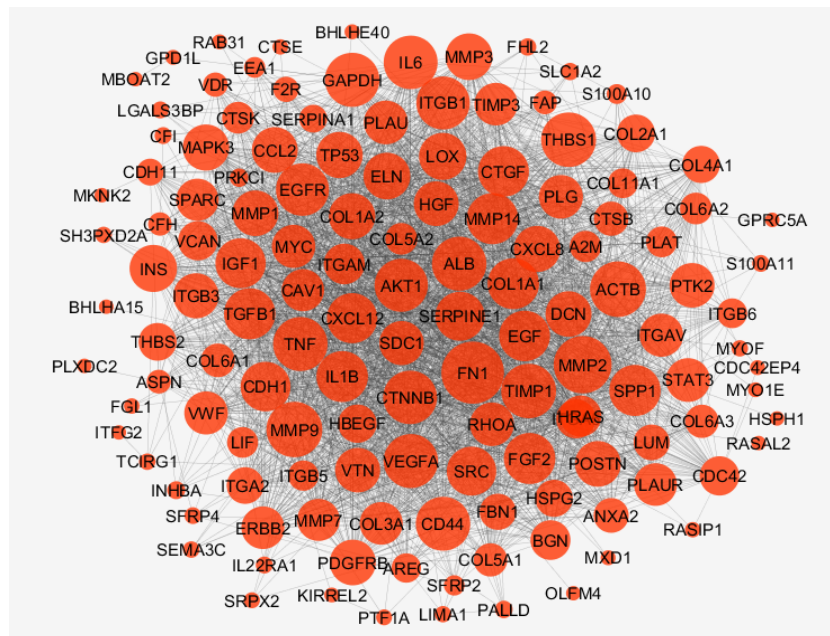 BHLHE40
RAB31
CTSE
GPD1L
EEA1
IL6
MMP3
FHL2
MBOAT2
VDR
F2R
GAPDH
SLC1A2
LGALS3BP
CTSK
SERPINA1
PLAU
ITGB1
TIMP3
FAP
S100A10
CFI
MAPK3
CCL2
TP53
LOX
THBS1
COL2A1
CDH11
PRKCI
EGFR
ELN
CTGF
COL4A1
MKNK2
SPARC
MMP1
COL1A2
HGF
MMP14
PLG
COL11A1
COL6A2
CFH
CTSB
GPRC5A
SH3PXD2A
VCAN
MYC
COL5A2
CXCL8
A2M
PLAT
INS
IGF1
ITGAM
ALB
S100A11
ITGB3
CAV1
AKT1
COL1A1
ACTB
PTK2
BHLHA15
TGFB1
CXCL12
SERPINE1
DCN
ITGB6
THBS2
TNF
SDC1
EGF
ITGAV
MYOF
PLXDC2
COL6A1
IL1B
FN1
MMP2
CDC42EP4
ASPN
CDH1
CTNNB1
TIMP1
SPP1
STAT3
MYO1E
FGL1
VWF
HBEGF
RHOA
HRAS
COL6A3
HSPH1
ITFG2
MMP9
LIF
LUM
RASAL2
TCIRG1
ITGB5
VTN
VEGFA
SRC
FGF2
POSTN
PLAUR
CDC42
INHBA
ITGA2
HSPG2
SFRP4
ERBB2
MMP7
COL3A1
CD44
FBN1
ANXA2
RASIP1
SEMA3C
IL22RA1
PDGFRB
AREG
COL5A1
BGN
MXD1
SRPX2
KIRREL2
SFRP2
OLFM4
PTF1A
LIMA1
PALLD